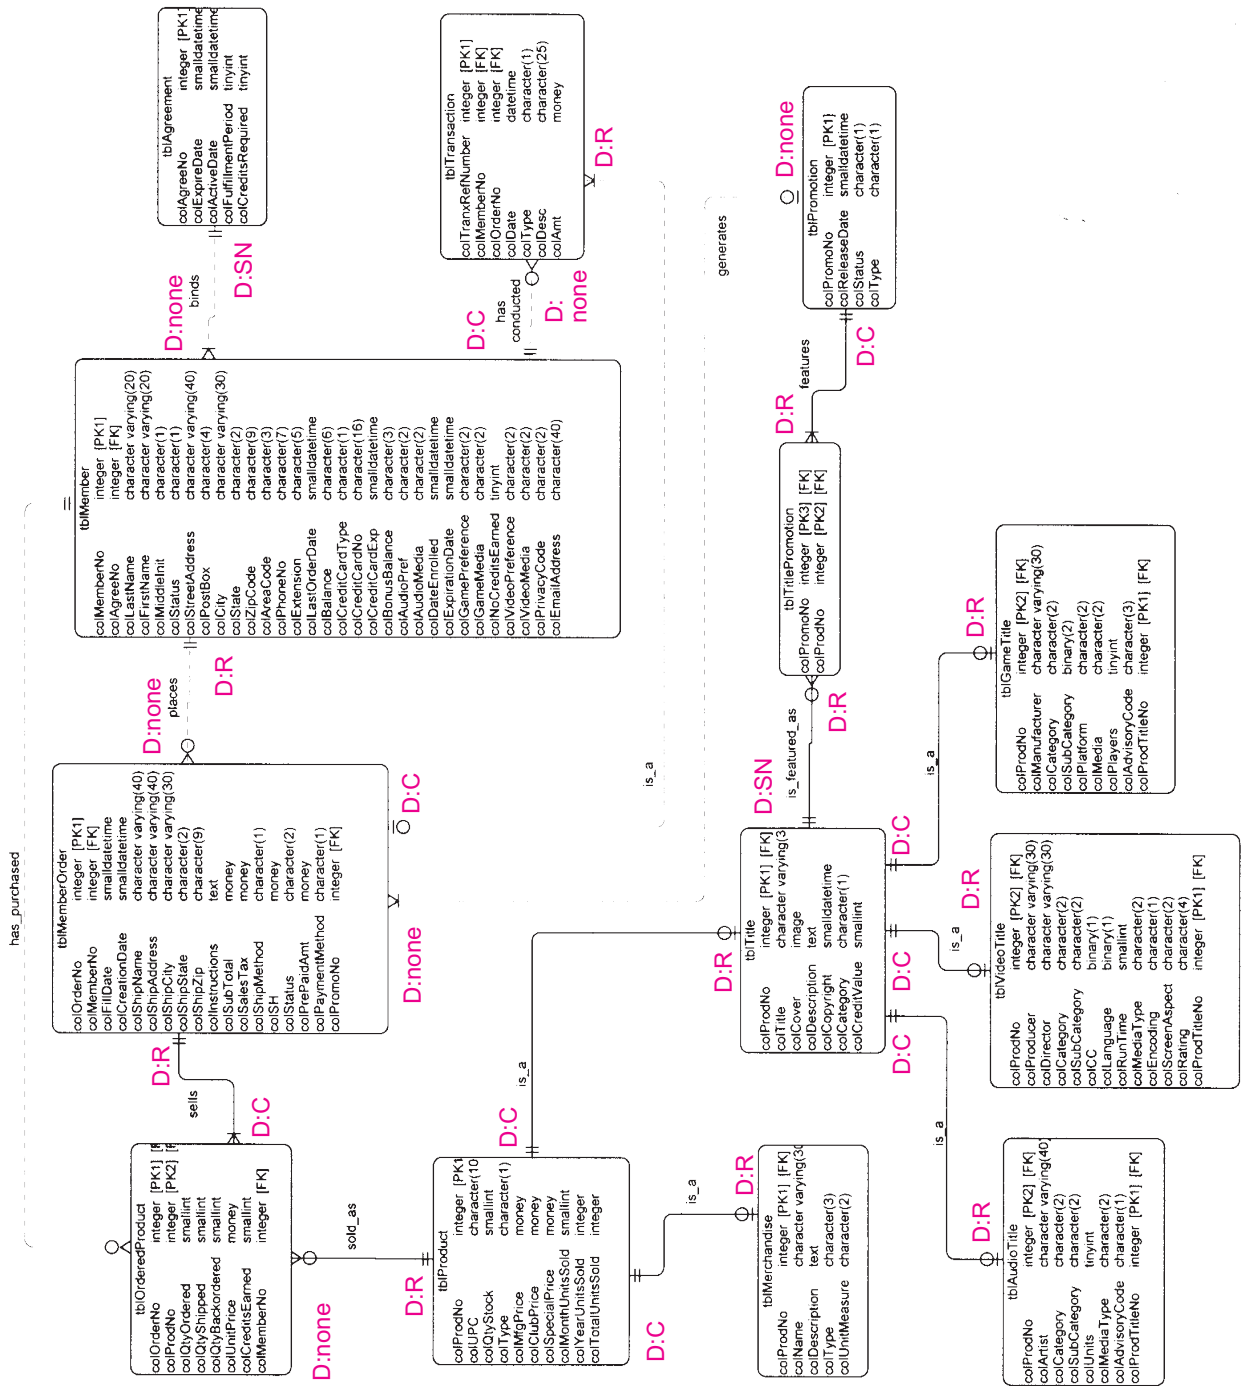 has_purchased
tblOrderedProduct
colOrderNo integer [PK1]
colProdNo integer [PK2]
colQtyOrdered smallint
colQtyShipped smallint
colQtyBackordered smallint
colUnitPrice money
colCreditsEarned smallint
colMemberNo integer [FK]
D:none
D:C
sells
D:R
tblMemberOrder
colOrderNo integer [PK1]
colMemberNo integer [FK]
colFillDate smalldatetime
colCreationDate smalldatetime
colShipName character varying(40)
colShipAddress character varying(40)
colShipCity character varying(30)
colShipState character(2)
colShipZip character(9)
colInstructions text
colSubTotal money
colSalesTax money
colShipMethod character(1)
colSH money
colStatus character(2)
colPrePaidAmt money
colPaymentMethod character(1)
colPromoNo integer [FK]
D:none
D:C
D:none
places
D:R
tblMember
colMemberNo integer [PK1]
colAgreeNo integer [FK]
colLastName character varying(20)
colFirstName character varying(20)
colMiddleInit character(1)
colStatus character(1)
colStreetAddress character varying(40)
colPostBox character(4)
colCity character varying(30)
colState character(2)
colZipCode character(9)
colAreaCode character(3)
colPhoneNo character(7)
colExtension character(5)
colLastOrderDate smalldatetime
colBalance character(6)
colCreditCardType character(1)
colCreditCardNo character(16)
colCreditCardExp smalldatetime
colBonusBalance character(3)
colAudioPref character(2)
colAudioMedia character(2)
colDateEnrolled smalldatetime
colExpirationDate smalldatetime
colGamePreference character(2)
colGameMedia character(2)
colNoCreditsEarned tinyint
colVideoPreference character(2)
colVideoMedia character(2)
colPrivacyCode character(2)
colEmailAddress character(40)
D:none
binds
D:SN
tblAgreement
colAgreeNo integer [PK1]
colExpireDate smalldatetime
colActiveDate smalldatetime
colFulfillmentPeriod tinyint
colCreditsRequired tinyint
D:C
has
conducted
D:
none
tblTransaction
colTranxRefNumber integer [PK1]
colMemberNo integer [FK]
colOrderNo integer [FK]
colDate datetime
colType character(1)
colDesc character(25)
colAmt money
D:R
is_a
generates
sold_as
D:R
tblProduct
colProdNo integer [PK1
colUPC character(10
colQtyStock smallint
colType character(1)
colMfgPrice money
colClubPrice money
colSpecialPrice money
colMonthUnitsSold smallint
colYearUnitsSold integer
colTotalUnitsSold integer
D:C
D:C
is_a
is_a
D:R
tblMerchandise
colProdNo integer [PK1] [FK]
colName character varying(30
colDescription text
colType character(3)
colUnitMeasure character(2)
D:R
tblTitle
colProdNo integer [PK1] [FK]
colTitle character varying(3
colCover image
colDescription text
colCopyright smalldatetime
colCategory character(1)
colCreditValue smallint
D:SN
is_featured_as
D:R
tblTitlePromotion
colPromoNo integer [PK3] [FK]
colProdNo integer [PK2] [FK]
D:R
features
D:C
tblPromotion
colPromoNo integer [PK1]
colReleaseDate smalldatetime
colStatus character(1)
colType character(1)
D:none
D:C
D:C
D:C
is_a
is_a
is_a
D:R
tblAudioTitle
colProdNo integer [PK2] [FK]
colArtist character varying(40)
colCategory character(2)
colSubCategory character(2)
colUnits tinyint
colMediaType character(2)
colAdvisoryCode character(1)
colProdTitleNo integer [PK1] [FK]
D:R
tblVideoTitle
colProdNo integer [PK2] [FK]
colProducer character varying(30)
colDirector character varying(30)
colCategory character(2)
colSubCategory character(2)
colCC binary(1)
colLanguage binary(1)
colRunTime smallint
colMediaType character(2)
colEncoding character(1)
colScreenAspect character(2)
colRating character(4)
colProdTitleNo integer [PK1] [FK]
D:R
tblGameTitle
colProdNo integer [PK2] [FK]
colManufacturer character varying(30)
colCategory character(2)
colSubCategory binary(2)
colPlatform character(2)
colMedia character(2)
colPlayers tinyint
colAdvisoryCode character(3)
colProdTitleNo integer [PK1] [FK]